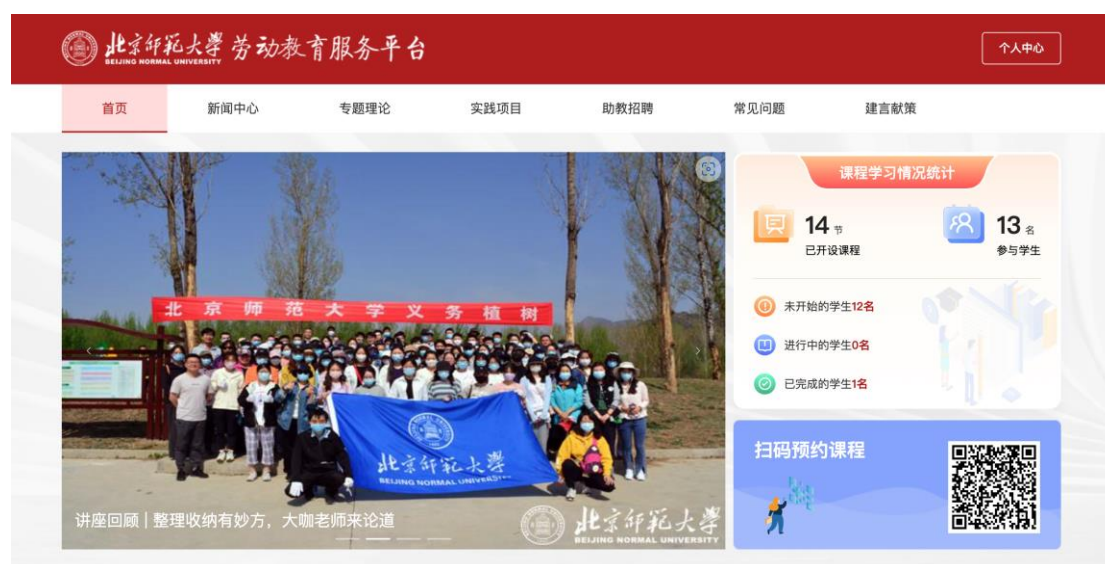 北京师范大学 劳动教育服务平台
BEIJING NORMAL UNIVERSITY
个人中心
首页 新闻中心 专题理论 实践项目 助教招聘 常见问题 建言献策
北京师范大学义务植树
北京师范大学
BEIJING NORMAL UNIVERSITY
讲座回顾 | 整理收纳有妙方，大咖老师来论道
北京师范大学
BEIJING NORMAL UNIVERSITY
课程学习情况统计
14 节
已开设课程
13 名
参与学生
未开始的学生12名
进行中的学生0名
已完成的学生1名
扫码预约课程